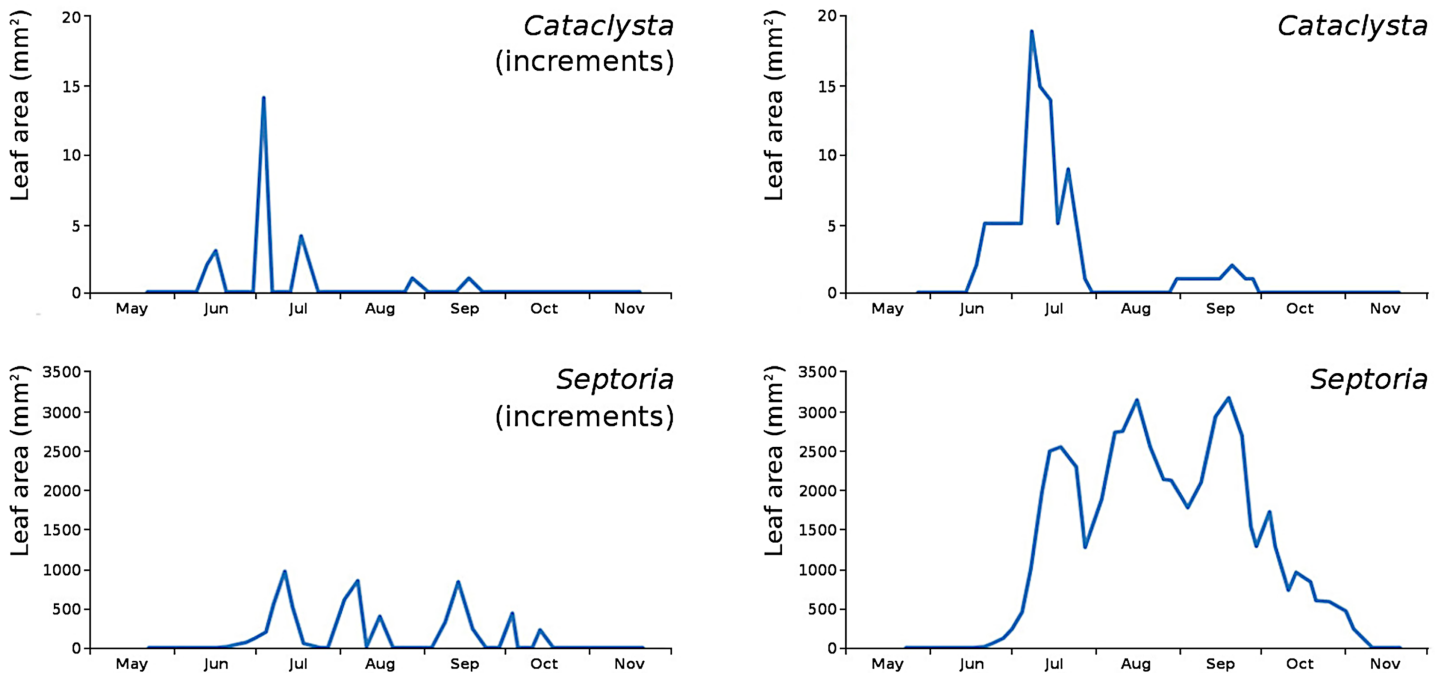 Cataclysta
(increments)
Leaf area (mm²)
20
15
10
5
0
May Jun Jul Aug Sep Oct Nov
Cataclysta
Leaf area (mm²)
20
15
10
5
0
May Jun Jul Aug Sep Oct Nov
Septoria
(increments)
Leaf area (mm²)
3500
3000
2500
2000
1500
1000
500
0
May Jun Jul Aug Sep Oct Nov
Septoria
Leaf area (mm²)
3500
3000
2500
2000
1500
1000
500
0
May Jun Jul Aug Sep Oct Nov